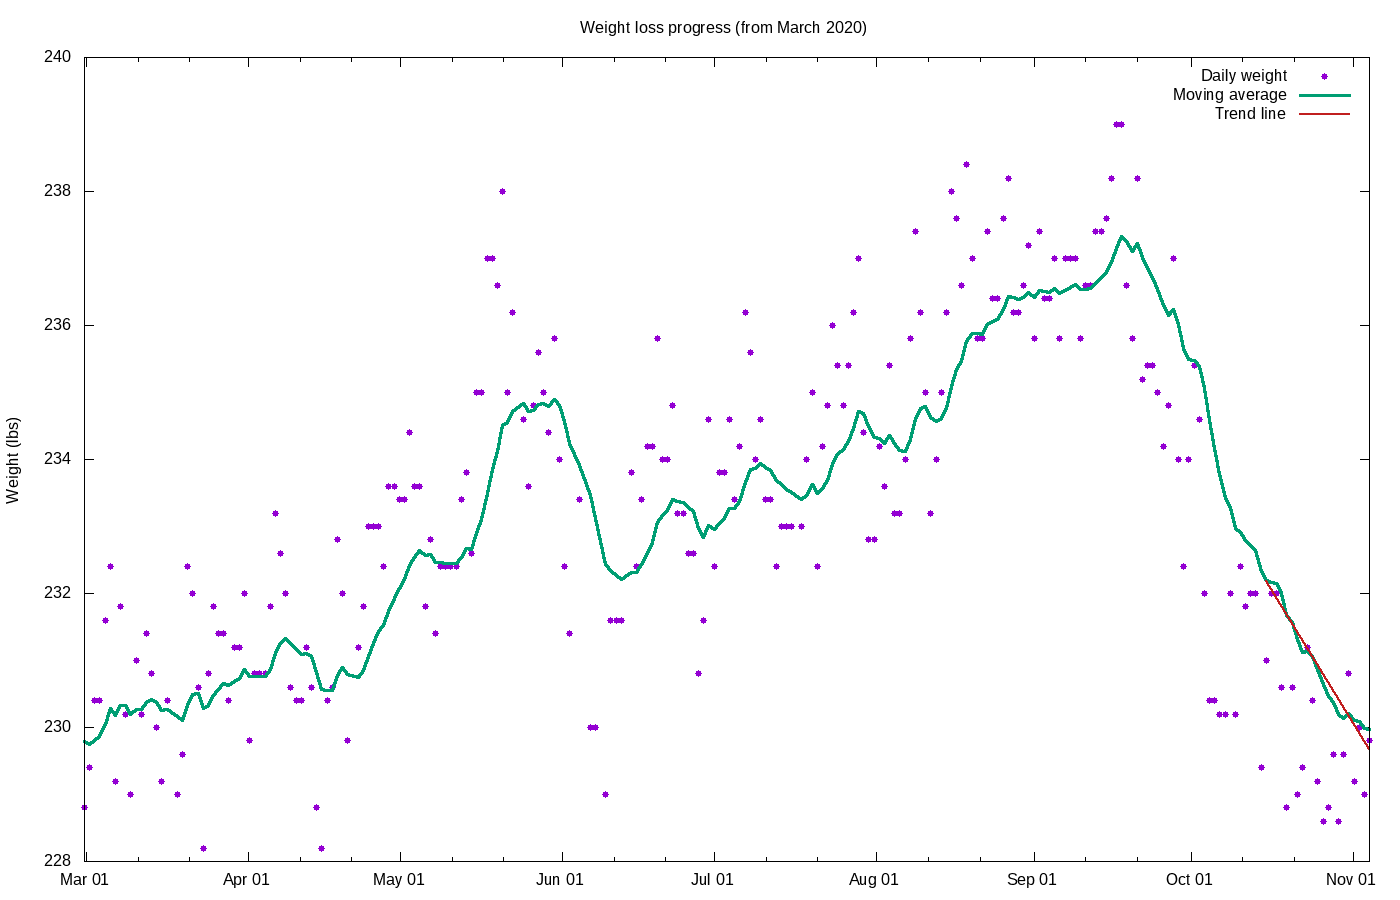 Weight loss progress (from March 2020)
Daily weight
Moving average
Trend line
Weight (lbs)
240
238
236
234
232
230
228
Mar 01 Apr 01 May 01 Jun 01 Jul 01 Aug 01 Sep 01 Oct 01 Nov 01